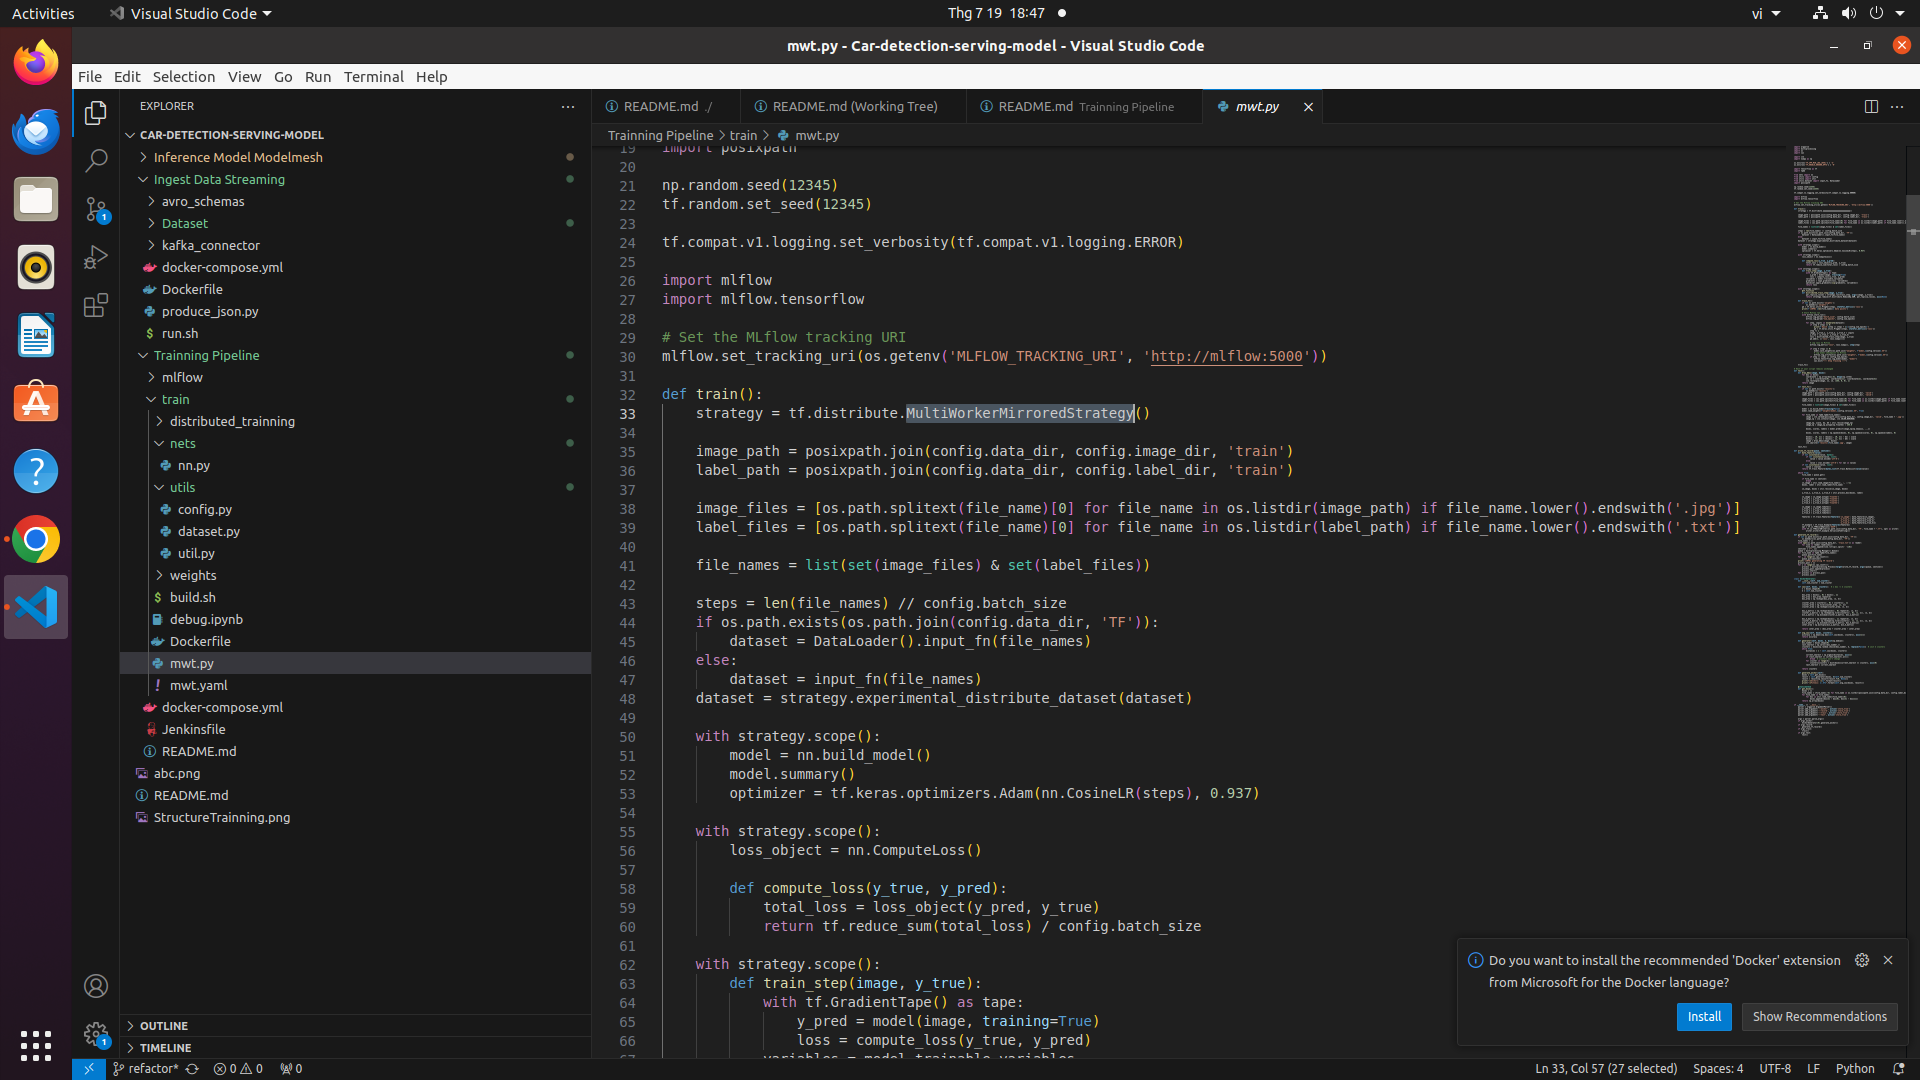 Activities
Visual Studio Code
Thg 7 19 18:47
vi
mwt.py - Car-detection-serving-model - Visual Studio Code
File Edit Selection View Go Run Terminal Help
EXPLORER
CAR-DETECTION-SERVING-MODEL
Inference Model Modelmesh
Ingest Data Streaming
avro_schemas
Dataset
kafka_connector
docker-compose.yml
Dockerfile
produce_json.py
run.sh
Trainning Pipeline
mlflow
train
distributed_trainning
nets
nn.py
utils
config.py
dataset.py
util.py
weights
build.sh
debug.ipynb
Dockerfile
mwt.py
mwt.yaml
docker-compose.yml
Jenkinsfile
README.md
abc.png
README.md
StructureTrainning.png
OUTLINE
TIMELINE
README.md ./
README.md (Working Tree)
README.md Trainning Pipeline
mwt.py
Trainning Pipeline > train > mwt.py
19 import posixpath
20
21 np.random.seed(12345)
22 tf.random.set_seed(12345)
23
24 tf.compat.v1.logging.set_verbosity(tf.compat.v1.logging.ERROR)
25
26 import mlflow
27 import mlflow.tensorflow
28
29 # Set the MLflow tracking URI
30 mlflow.set_tracking_uri(os.getenv('MLFLOW_TRACKING_URI', 'http://mlflow:5000'))
31
32 def train():
33 strategy = tf.distribute.MultiWorkerMirroredStrategy()
34
35 image_path = posixpath.join(config.data_dir, config.image_dir, 'train')
36 label_path = posixpath.join(config.data_dir, config.label_dir, 'train')
37
38 image_files = [os.path.splitext(file_name)[0] for file_name in os.listdir(image_path) if file_name.lower().endswith('.jpg')]
39 label_files = [os.path.splitext(file_name)[0] for file_name in os.listdir(label_path) if file_name.lower().endswith('.txt')]
40
41 file_names = list(set(image_files) & set(label_files))
42
43 steps = len(file_names) // config.batch_size
44 if os.path.exists(os.path.join(config.data_dir, 'TF')):
45 dataset = DataLoader().input_fn(file_names)
46 else:
47 dataset = input_fn(file_names)
48 dataset = strategy.experimental_distribute_dataset(dataset)
49
50 with strategy.scope():
51 model = nn.build_model()
52 model.summary()
53 optimizer = tf.keras.optimizers.Adam(nn.CosineLR(steps), 0.937)
54
55 with strategy.scope():
56 loss_object = nn.ComputeLoss()
57
58 def compute_loss(y_true, y_pred):
59 total_loss = loss_object(y_pred, y_true)
60 return tf.reduce_sum(total_loss) / config.batch_size
61
62 with strategy.scope():
63 def train_step(image, y_true):
64 with tf.GradientTape() as tape:
65 y_pred = model(image, training=True)
66 loss = compute_loss(y_true, y_pred)
67 variables = model.trainable_variables
Do you want to install the recommended 'Docker' extension
from Microsoft for the Docker language?
Install
Show Recommendations
1
1
refactor* 0 0 0
Ln 33, Col 57 (27 selected) Spaces: 4 UTF-8 LF Python